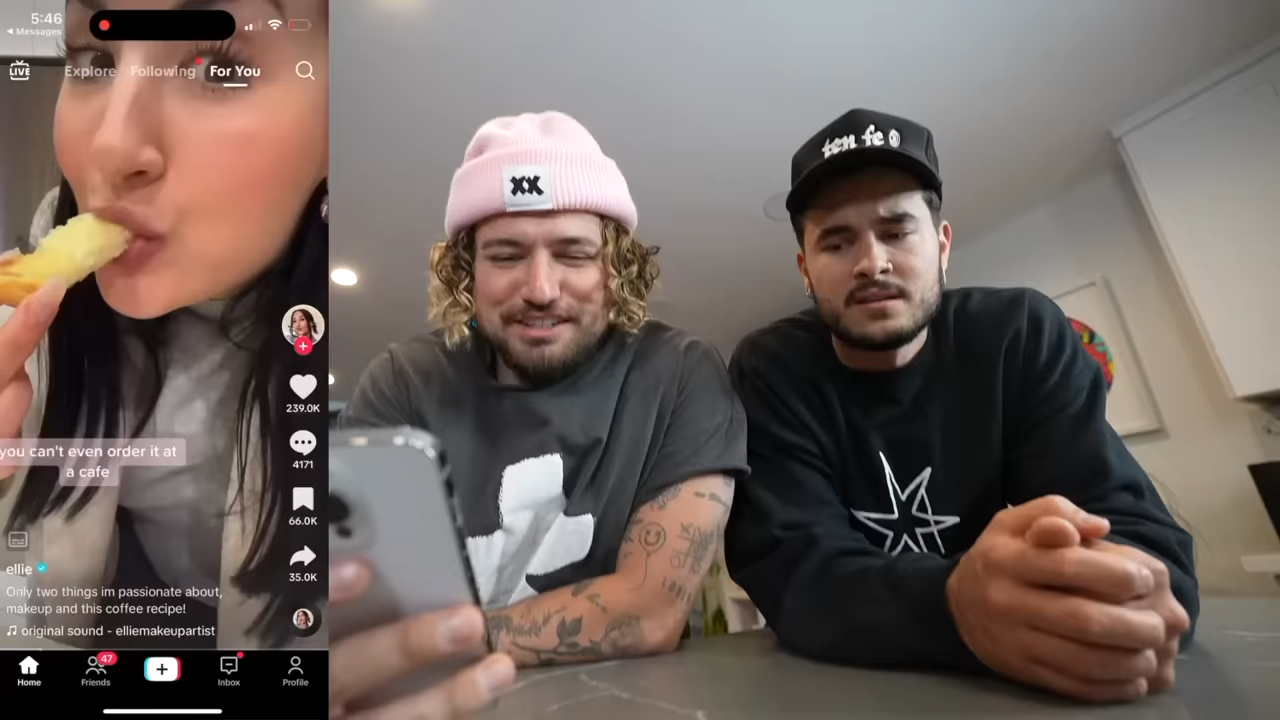 5:46
◀ Messages
LIVE
Explore
Following
For You
239.0K
4171
66.0K
35.0K
you can't even order it at
a cafe
ellie
Only two things im passionate about,
makeup and this coffee recipe!
original sound - elliemakeupartist
47
Home
Friends
Inbox
Profile
XX
ten fe